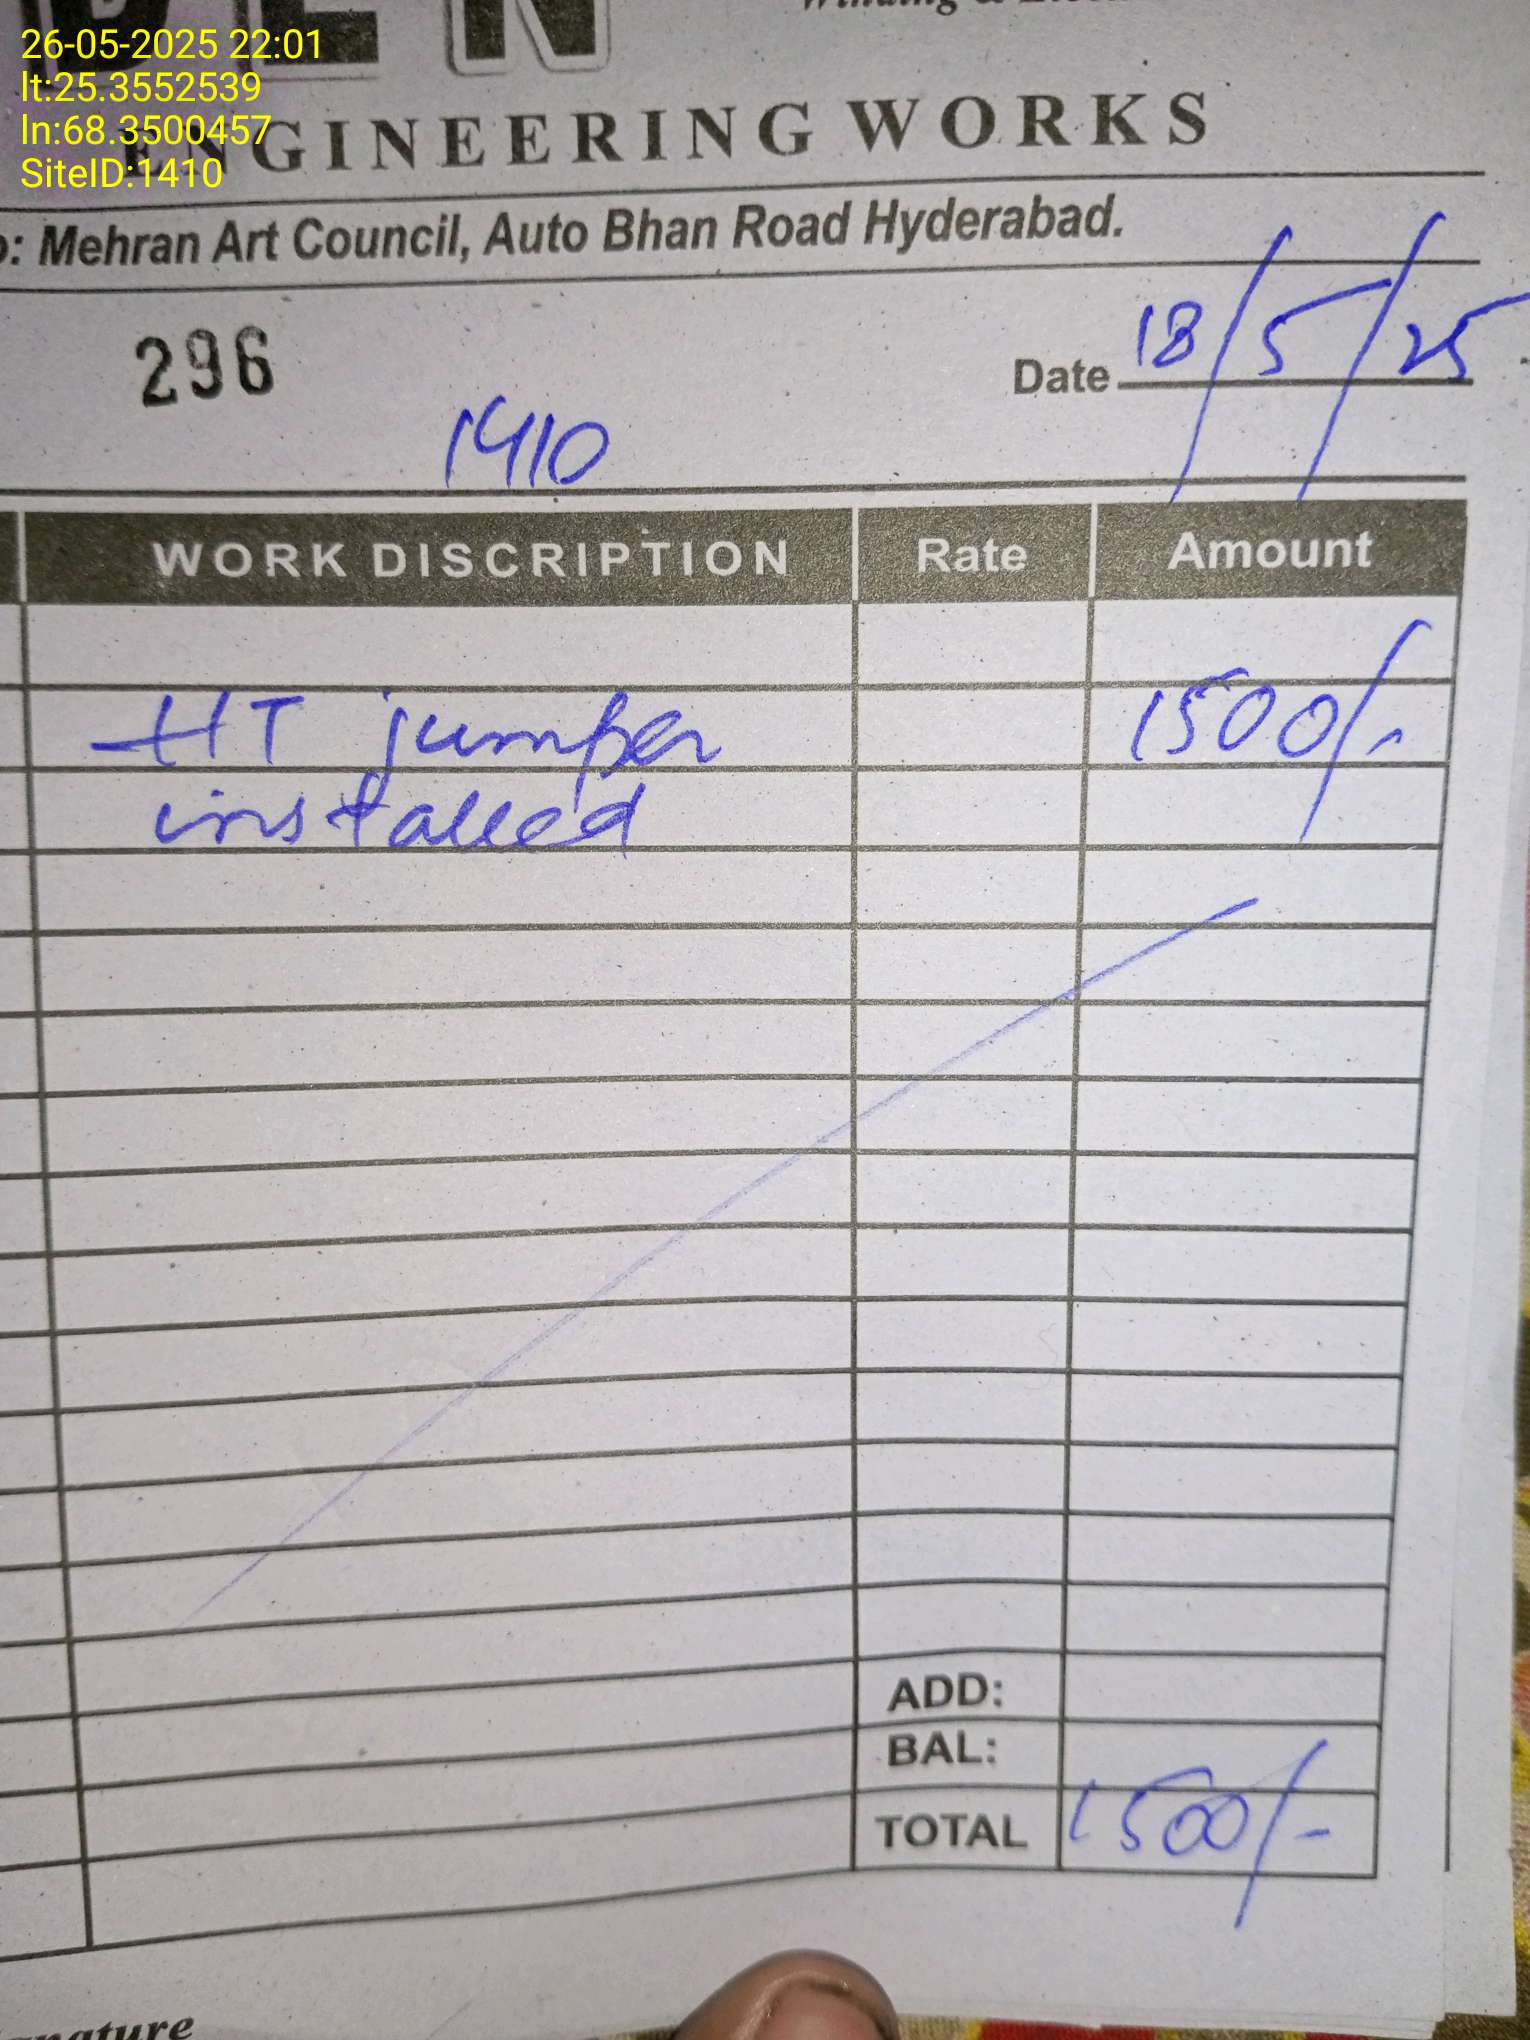 26-05-2025 22:01
lt:25.3552539
ln:68.3500457
SiteID:1410
ENGINEERING WORKS
Mehran Art Council, Auto Bhan Road Hyderabad.
296
Date 18/5/25
1410
WORK DISCRIPTION Rate Amount
HT jumper 1500/-
installed
ADD:
BAL:
TOTAL 1500/-